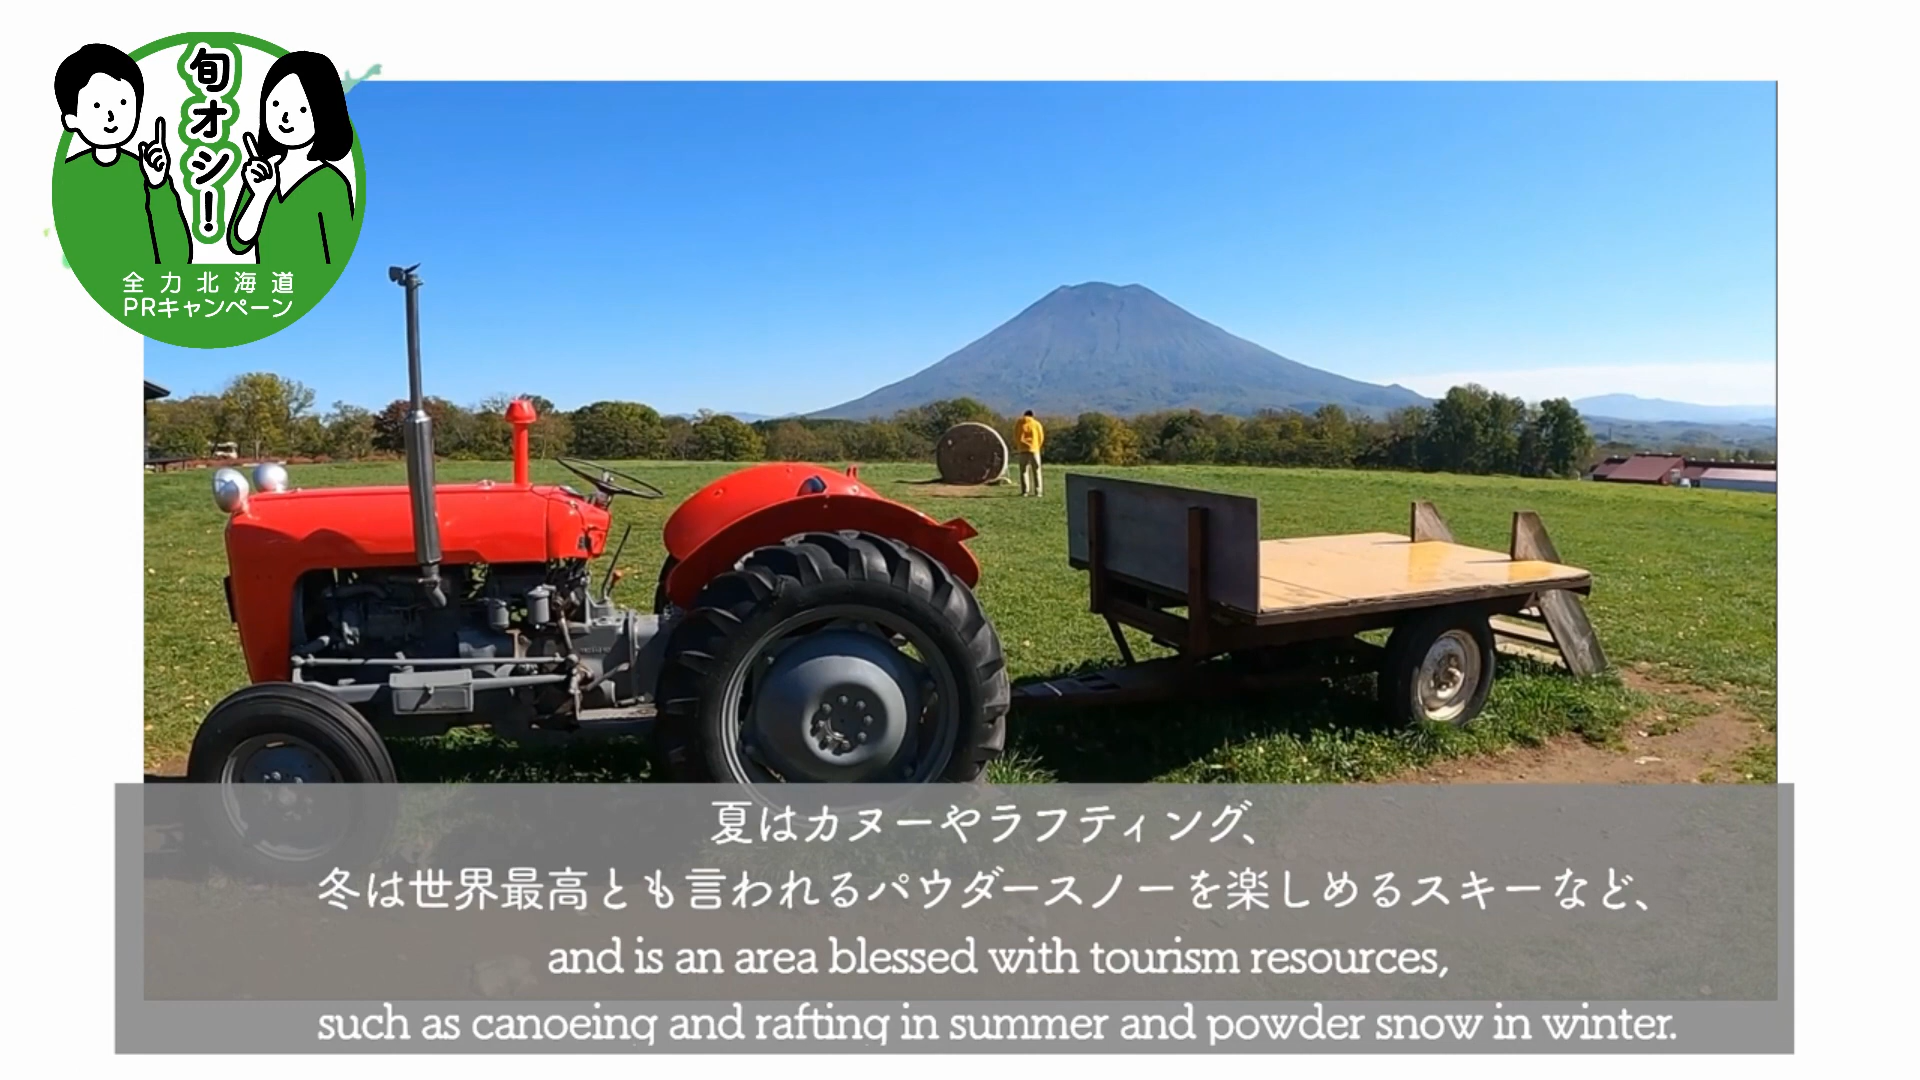 旬オシ!
全力北海道
PRキャンペーン
夏はカヌーやラフティング、
冬は世界最高とも言われるパウダースノーを楽しめるスキーなど、
and is an area blessed with tourism resources,
such as canoeing and rafting in summer and powder snow in winter.